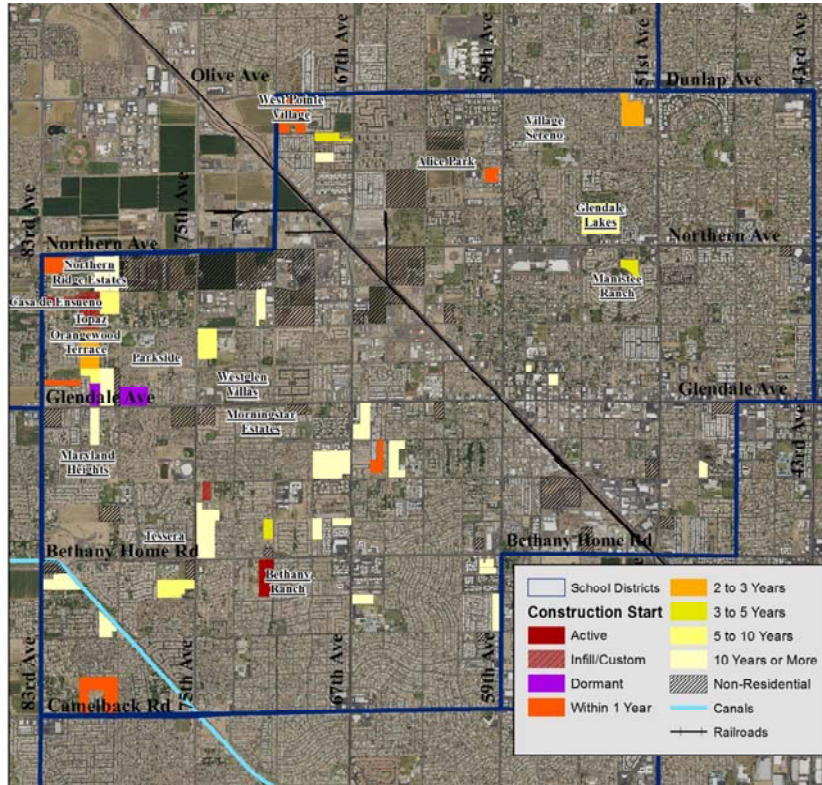 Olive Ave
67th Ave
59th Ave
51st Ave
Dunlap Ave
43rd Ave
West Pointe
Village
Village
Sereno
Alice Park
75th Ave
83rd Ave
Glendale
Lakes
Northern Ave
Northern Ave
Northern
Ridge Estates
Manistee
Ranch
Casa de Ensueno
Topaz
Orangewood
Terrace
Parkside
Westglen
Villas
Glendale Ave
Glendale Ave
Morningstar
Estates
43rd Ave
Maryland
Heights
Tessera
Bethany Home Rd
Bethany Home Rd
Bethany
Ranch
83rd Ave
75th Ave
67th Ave
59th Ave
Camelback Rd
School Districts
Construction Start
Active
Infill/Custom
Dormant
Within 1 Year
2 to 3 Years
3 to 5 Years
5 to 10 Years
10 Years or More
Non-Residential
Canals
Railroads